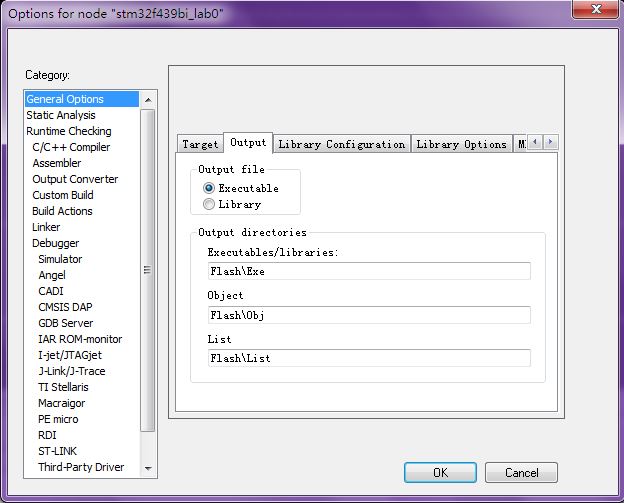 Options for node "stm32f439bi_lab0"
Category:
General Options
Static Analysis
Runtime Checking
C/C++ Compiler
Assembler
Output Converter
Custom Build
Build Actions
Linker
Debugger
Simulator
Angel
CADI
CMSIS DAP
GDB Server
IAR ROM-monitor
I-jet/JTAGjet
J-Link/J-Trace
TI Stellaris
Macraigor
PE micro
RDI
ST-LINK
Third-Party Driver
Target Output Library Configuration Library Options
Output file
Executable
Library
Output directories
Executables/libraries:
Flash\Exe
Object
Flash\Obj
List
Flash\List
OK Cancel